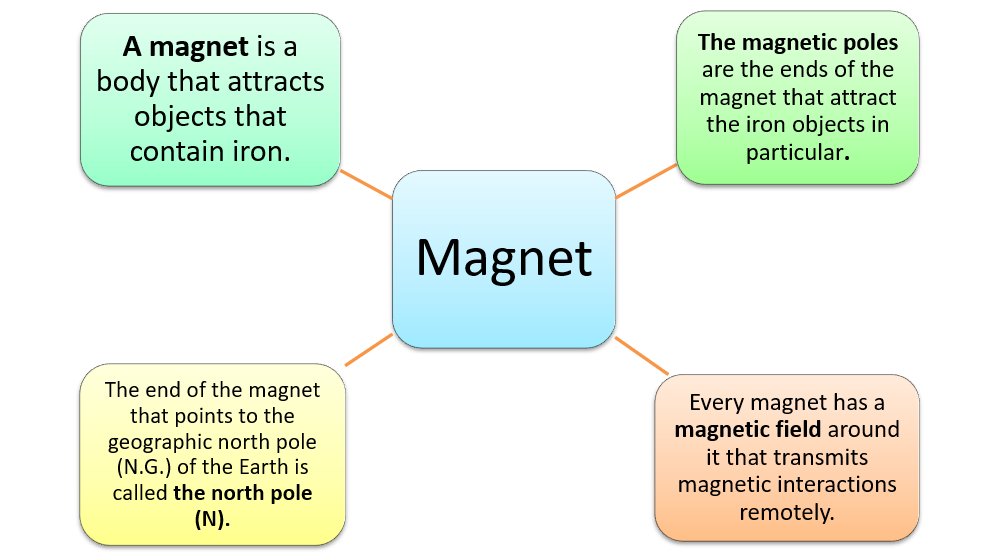 A magnet is a
body that attracts
objects that
contain iron.
The magnetic poles
are the ends of the
magnet that attract
the iron objects in
particular.
Magnet
The end of the magnet
that points to the
geographic north pole
(N.G.) of the Earth is
called the north pole
(N).
Every magnet has a
magnetic field around
it that transmits
magnetic interactions
remotely.